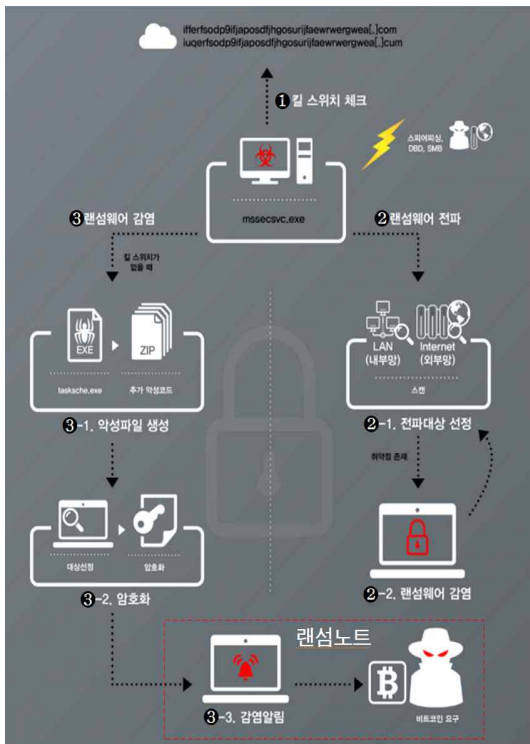 ifferfsodp9ifjaposdfjhgosurijfaewrwergwea[.]com
iuqerfsodp9ifjaposdfjhgosurijfaewrwergwea[.]cum
❶킬 스위치 체크
스피어피싱,
DBD, SMB
mssecsvc.exe
❸랜섬웨어 감염
❷랜섬웨어 전파
킬 스위치가
없을 때
EXE
ZIP
LAN
(내부망)
Internet
(외부망)
tasksche.exe
추가 악성코드
스캔
❸-1. 악성파일 생성
❷-1. 전파대상 선정
취약점 존재
대상선정
암호화
❸-2. 암호화
❷-2. 랜섬웨어 감염
랜섬노트
❸-3. 감염알림
비트코인 요구